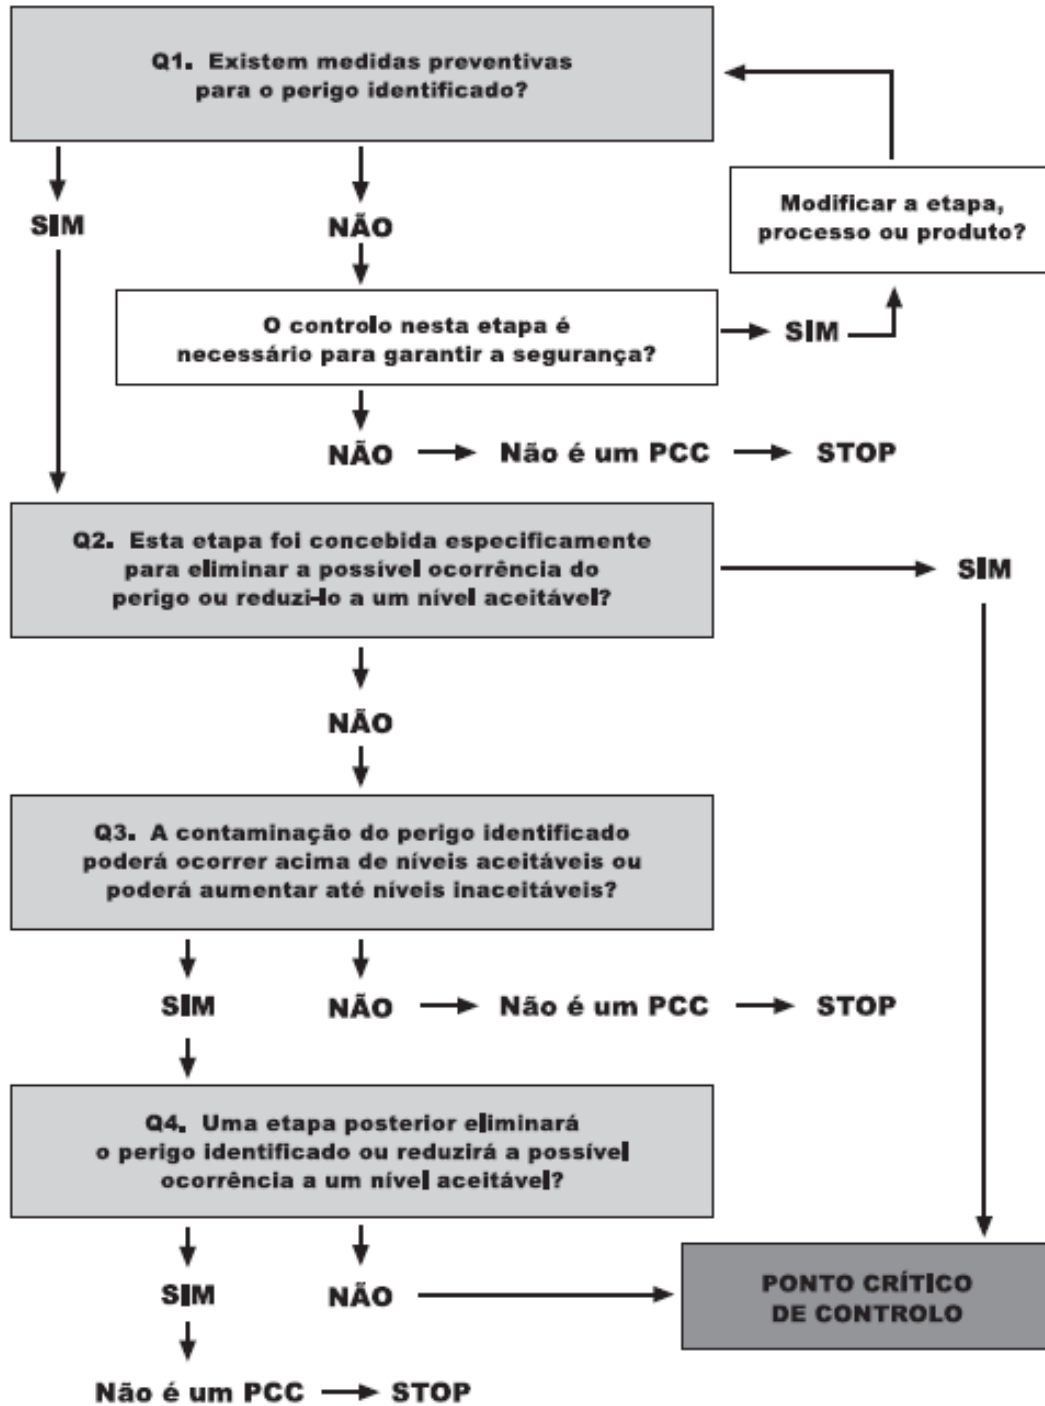 Q1. Existem medidas preventivas
para o perigo identificado?
Modificar a etapa,
processo ou produto?
SIM
NÃO
O controlo nesta etapa é
necessário para garantir a segurança?
SIM
NÃO
Não é um PCC
STOP
Q2. Esta etapa foi concebida especificamente
para eliminar a possível ocorrência do
perigo ou reduzi-lo a um nível aceitável?
SIM
NÃO
Q3. A contaminação do perigo identificado
poderá ocorrer acima de níveis aceitáveis ou
poderá aumentar até níveis inaceitáveis?
SIM
NÃO
Não é um PCC
STOP
Q4. Uma etapa posterior eliminará
o perigo identificado ou reduzirá a possível
ocorrência a um nível aceitável?
SIM
NÃO
PONTO CRÍTICO
DE CONTROLO
Não é um PCC
STOP